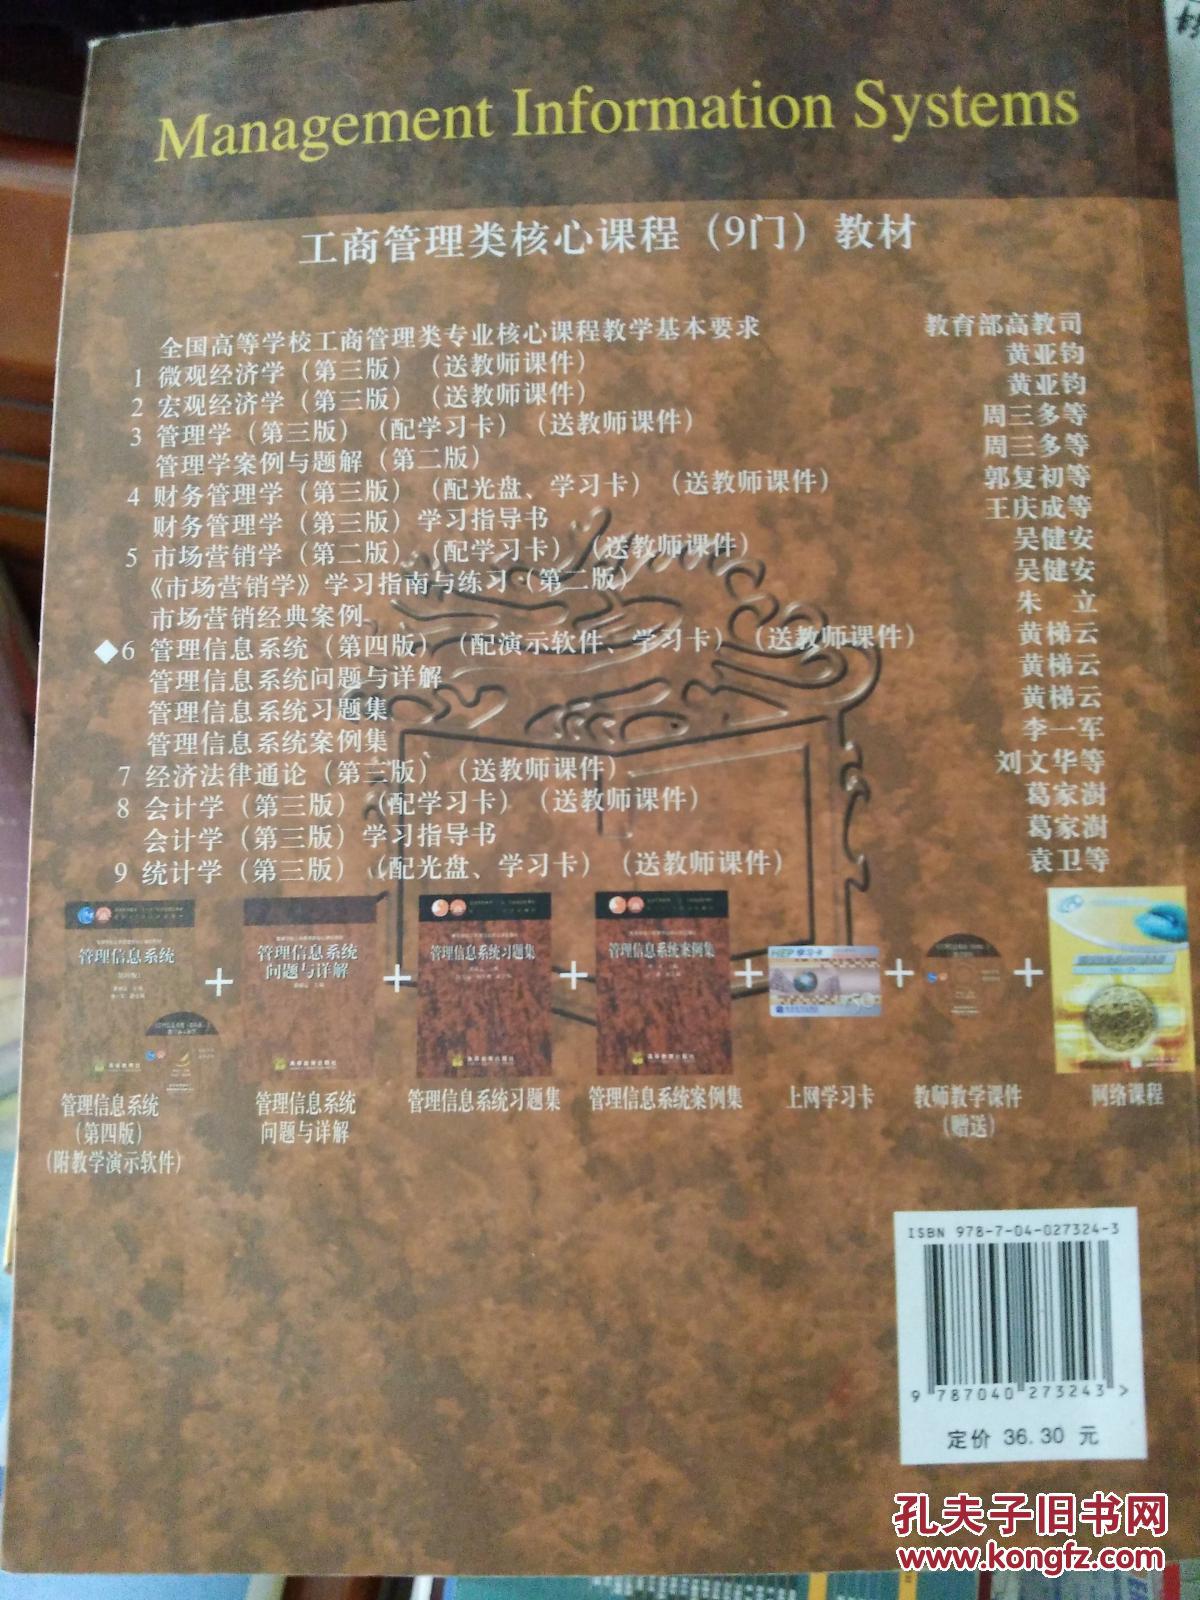 Management Information Systems
工商管理类核心课程（9门）教材
全国高等学校工商管理类专业核心课程教学基本要求 教育部高教司
1 微观经济学（第三版）（送教师课件） 黄亚钧
2 宏观经济学（第三版）（送教师课件） 黄亚钧
3 管理学（第三版）（配学习卡）（送教师课件） 周三多等
管理学案例与题解（第二版） 周三多等
4 财务管理学（第三版）（配光盘、学习卡）（送教师课件） 郭复初等
财务管理学（第三版）学习指导书 王庆成等
5 市场营销学（第二版）（配学习卡）（送教师课件） 吴健安
《市场营销学》学习指南与练习（第二版） 吴健安
市场营销经典案例 朱 立
◆6 管理信息系统（第四版）（配演示软件、学习卡）（送教师课件） 黄梯云
管理信息系统问题与详解 黄梯云
管理信息系统习题集 黄梯云
管理信息系统案例集 李一军
7 经济法律通论（第三版）（送教师课件） 刘文华等
8 会计学（第三版）（配学习卡）（送教师课件） 葛家澍
会计学（第三版）学习指导书 葛家澍
9 统计学（第三版）（配光盘、学习卡）（送教师课件） 袁卫等
管理信息系统
管理信息系统
问题与详解
管理信息系统习题集
管理信息系统案例集
HEP 学习卡
+ + + + + +
管理信息系统
（第四版）
（附教学演示软件）
管理信息系统
问题与详解
管理信息系统习题集
管理信息系统案例集
上网学习卡
教师教学课件
（赠送）
网络课程
ISBN 978-7-04-027324-3
9 787040 273243 >
定价 36.30 元
孔夫子旧书网
www.kongfz.com